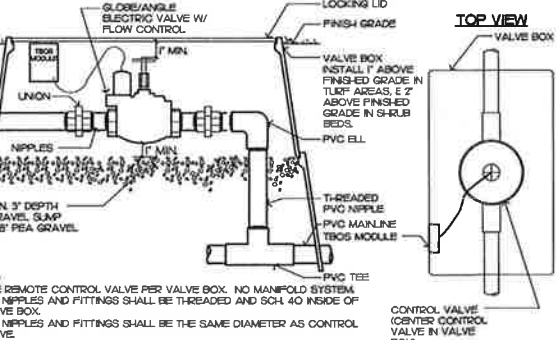 GLOBE/ANGLE
ELECTRIC VALVE W/
FLOW CONTROL
LOCKING LID
FINISH GRADE
TOP VIEW
VALVE BOX
1" MIN.
TBOS
MODULE
VALVE BOX
INSTALL 1" ABOVE
FINISHED GRADE IN
TURF AREAS, & 2"
ABOVE FINISHED
GRADE IN SHRUB
BEDS.
UNION
NIPPLES
1" MIN.
PVC ELL
N. 3" DEPTH
RAVEL SUMP
PEA GRAVEL
THREADED
PVC NIPPLE
PVC MAINLINE
TBOS MODULE
PVC TEE
E REMOTE CONTROL VALVE PER VALVE BOX. NO MANIFOLD SYSTEM.
NIPPLES AND FITTINGS SHALL BE THREADED AND SCH. 40 INSIDE OF
VE BOX.
NIPPLES AND FITTINGS SHALL BE THE SAME DIAMETER AS CONTROL
VE.
CONTROL VALVE
(CENTER CONTROL
VALVE IN VALVE